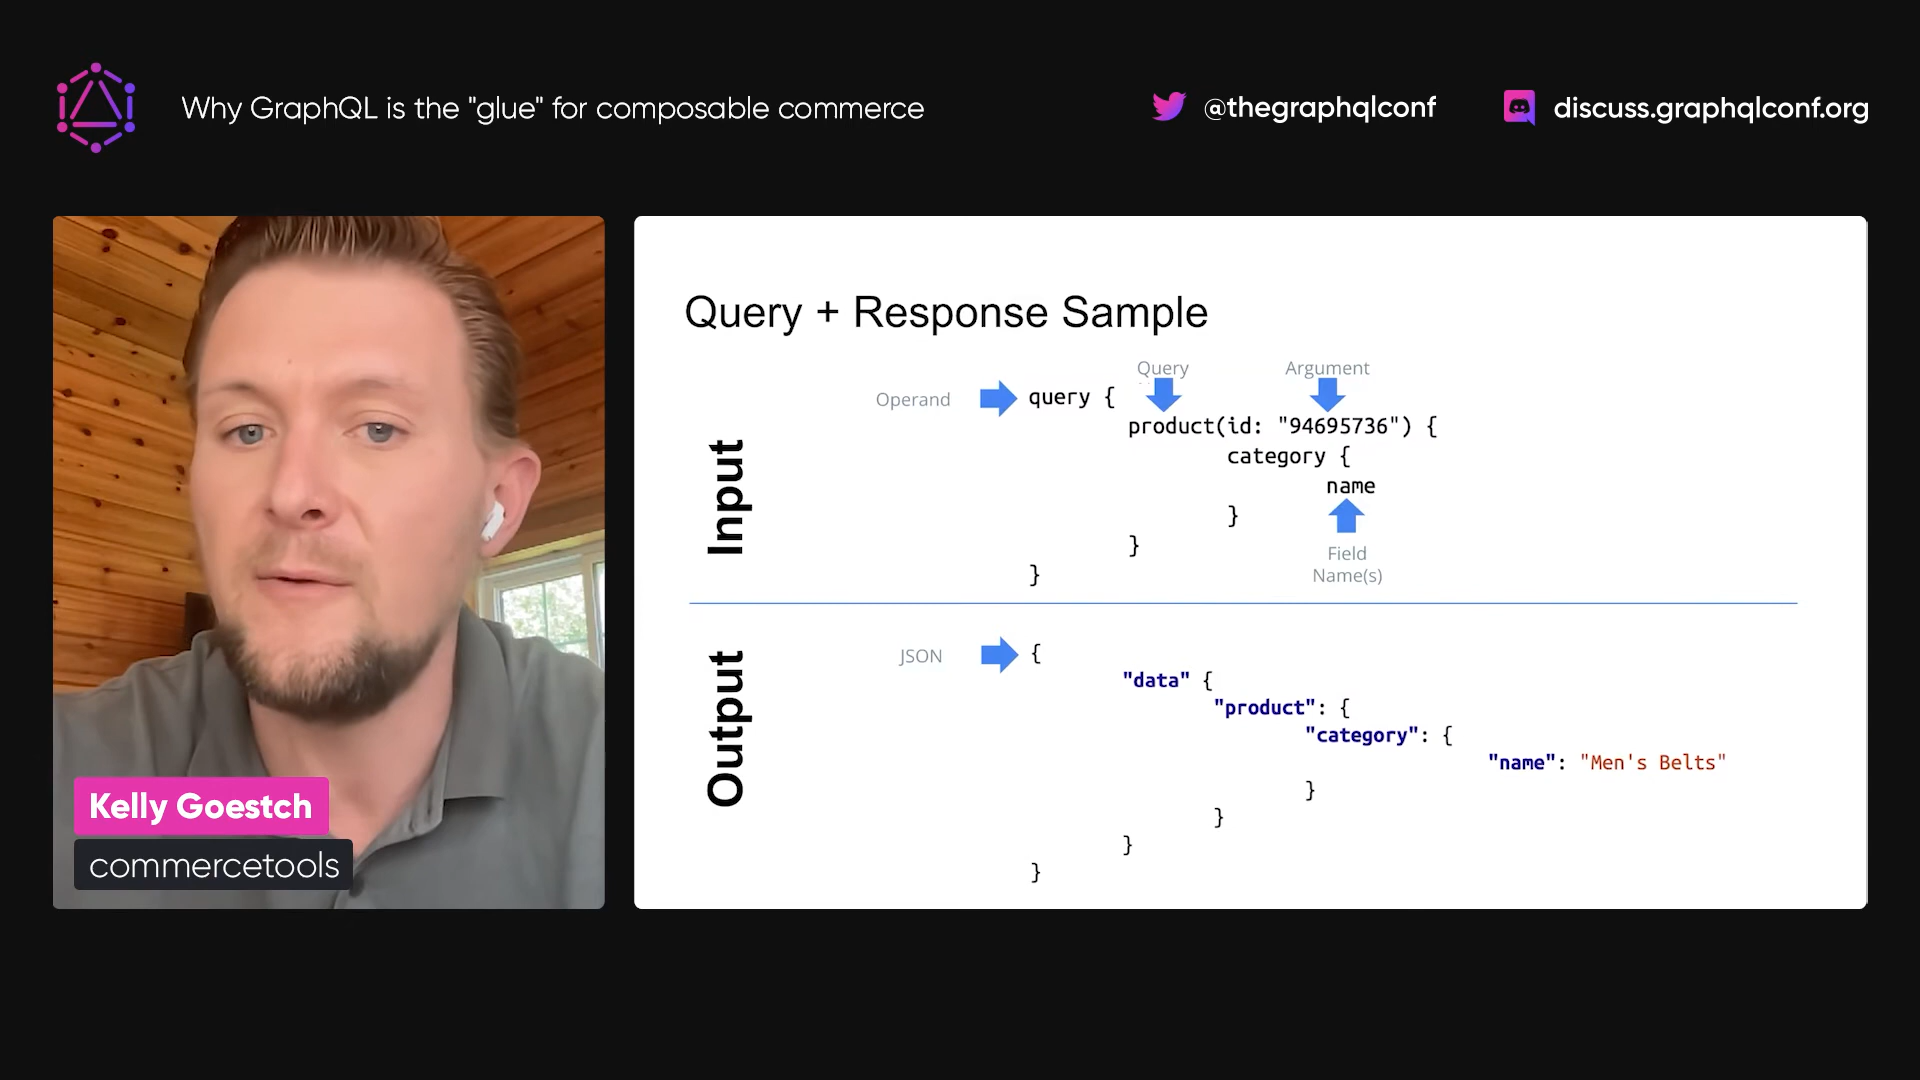 Why GraphQL is the "glue" for composable commerce
@thegraphqlconf
discuss.graphqlconf.org
Kelly Goestch
commercetools
Query + Response Sample
Input
Operand
Query
Argument
query {
product(id: "94695736") {
category {
name
}
}
}
Field
Name(s)
Output
JSON
{
"data" {
"product": {
"category": {
"name": "Men's Belts"
}
}
}
}